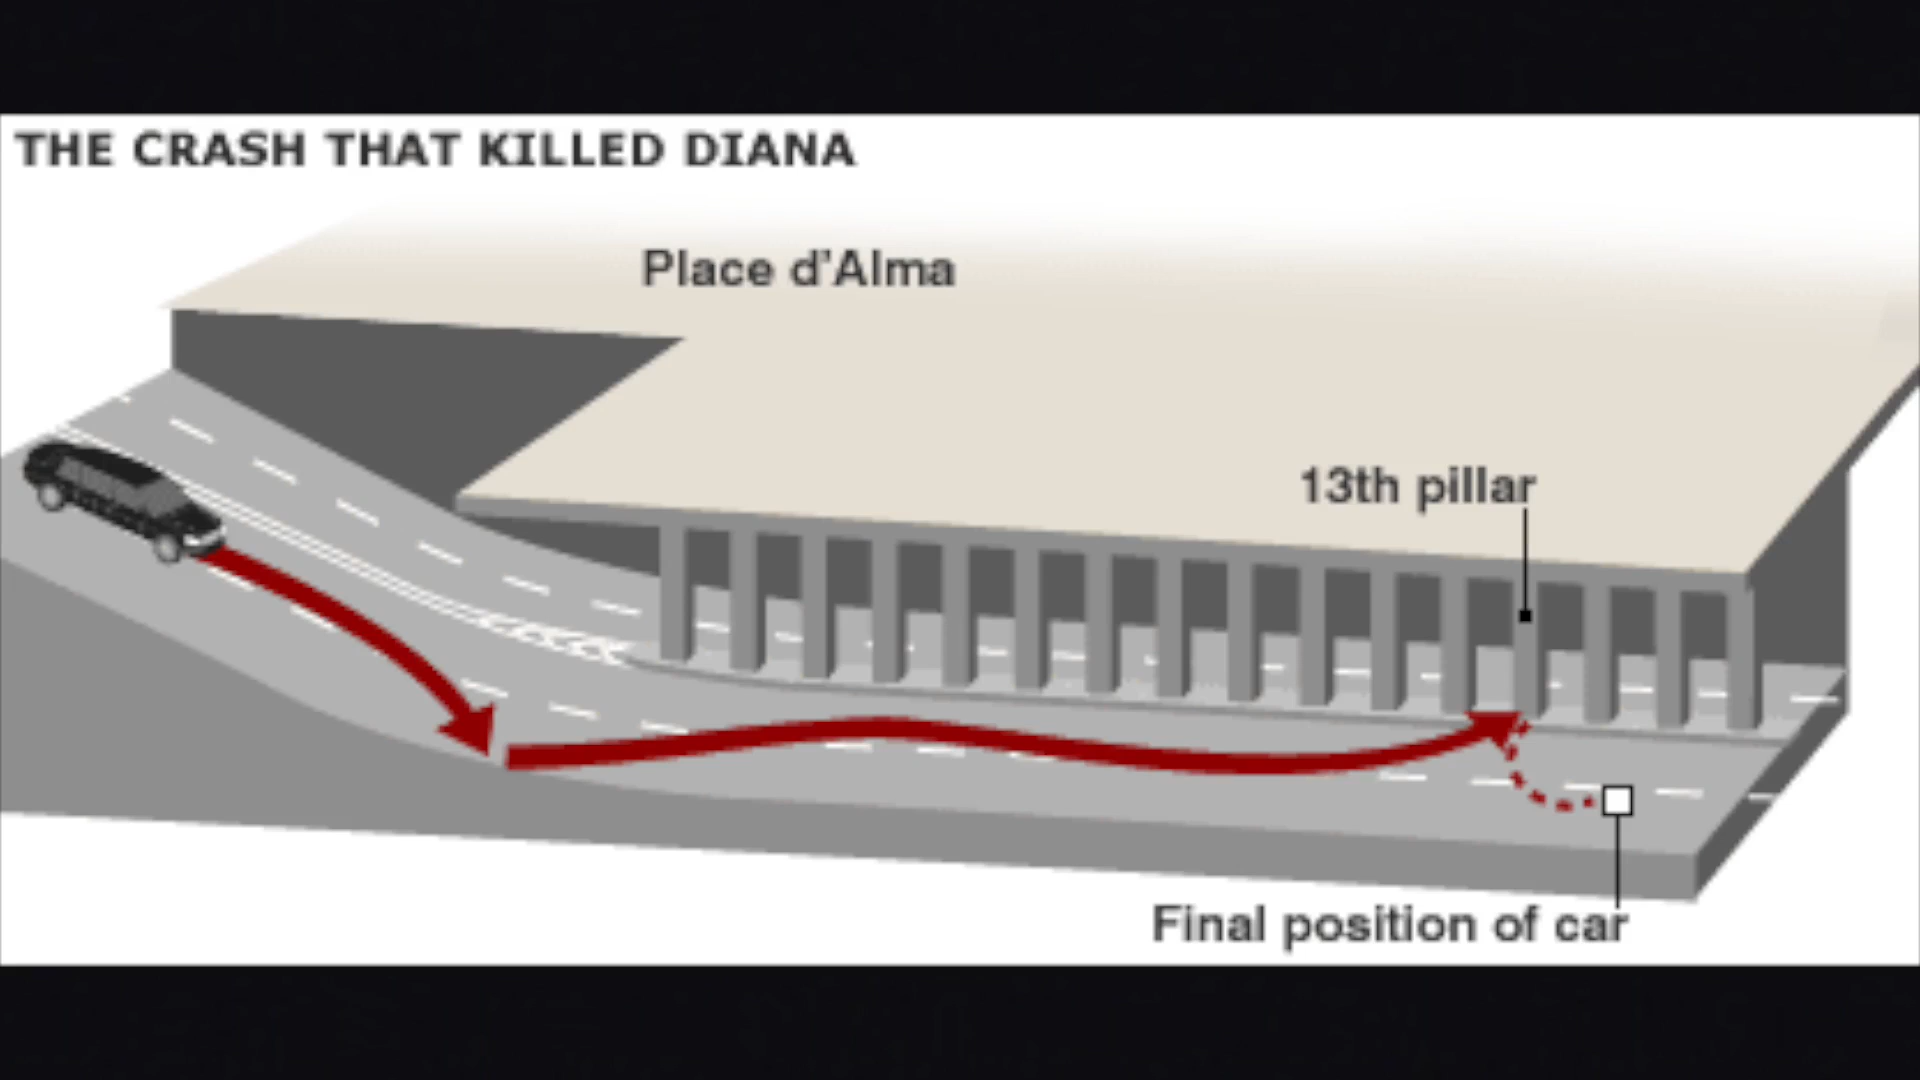 THE CRASH THAT KILLED DIANA
Place d'Alma
13th pillar
Final position of car